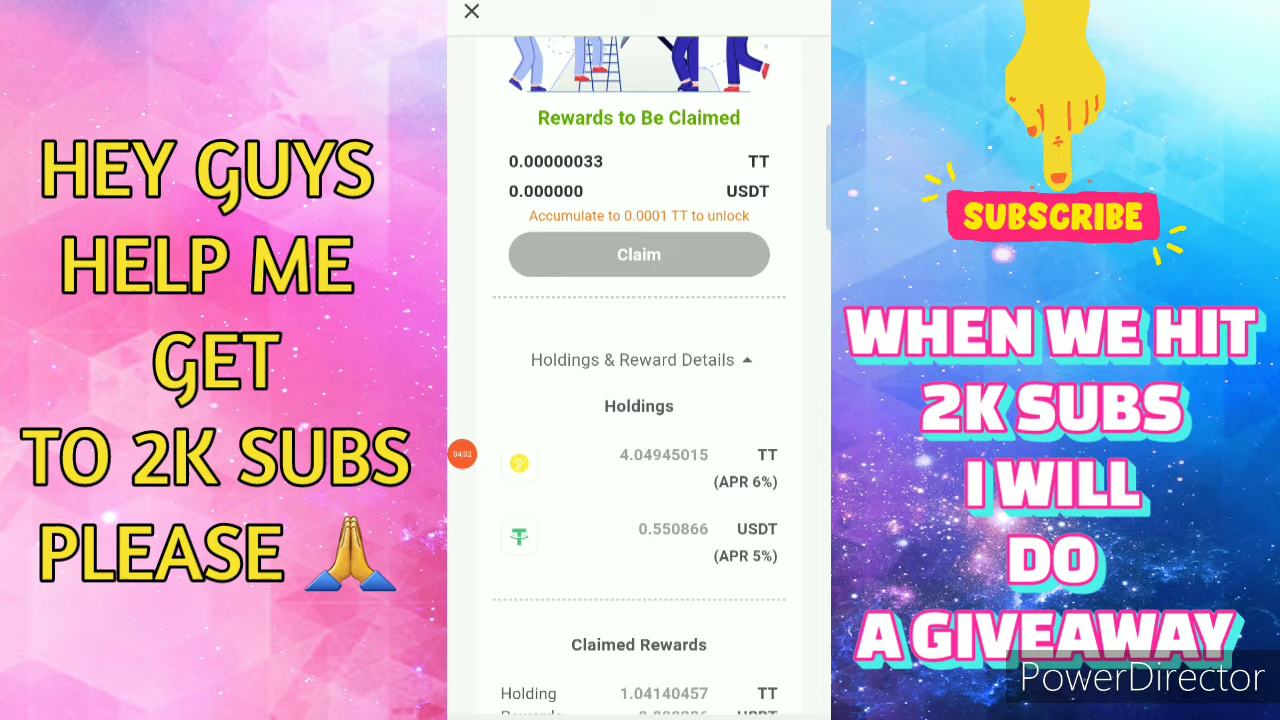 HEY GUYS
HELP ME
GET
TO 2K SUBS
PLEASE 🙏
Rewards to Be Claimed
0.00000033 TT
0.000000 USDT
Accumulate to 0.0001 TT to unlock
Claim
Holdings & Reward Details
Holdings
4.04945015 TT
(APR 6%)
04:02
0.550866 USDT
(APR 5%)
Claimed Rewards
Holding 1.04140457 TT
SUBSCRIBE
WHEN WE HIT
2K SUBS
I WILL
DO
A GIVEAWAY
PowerDirector